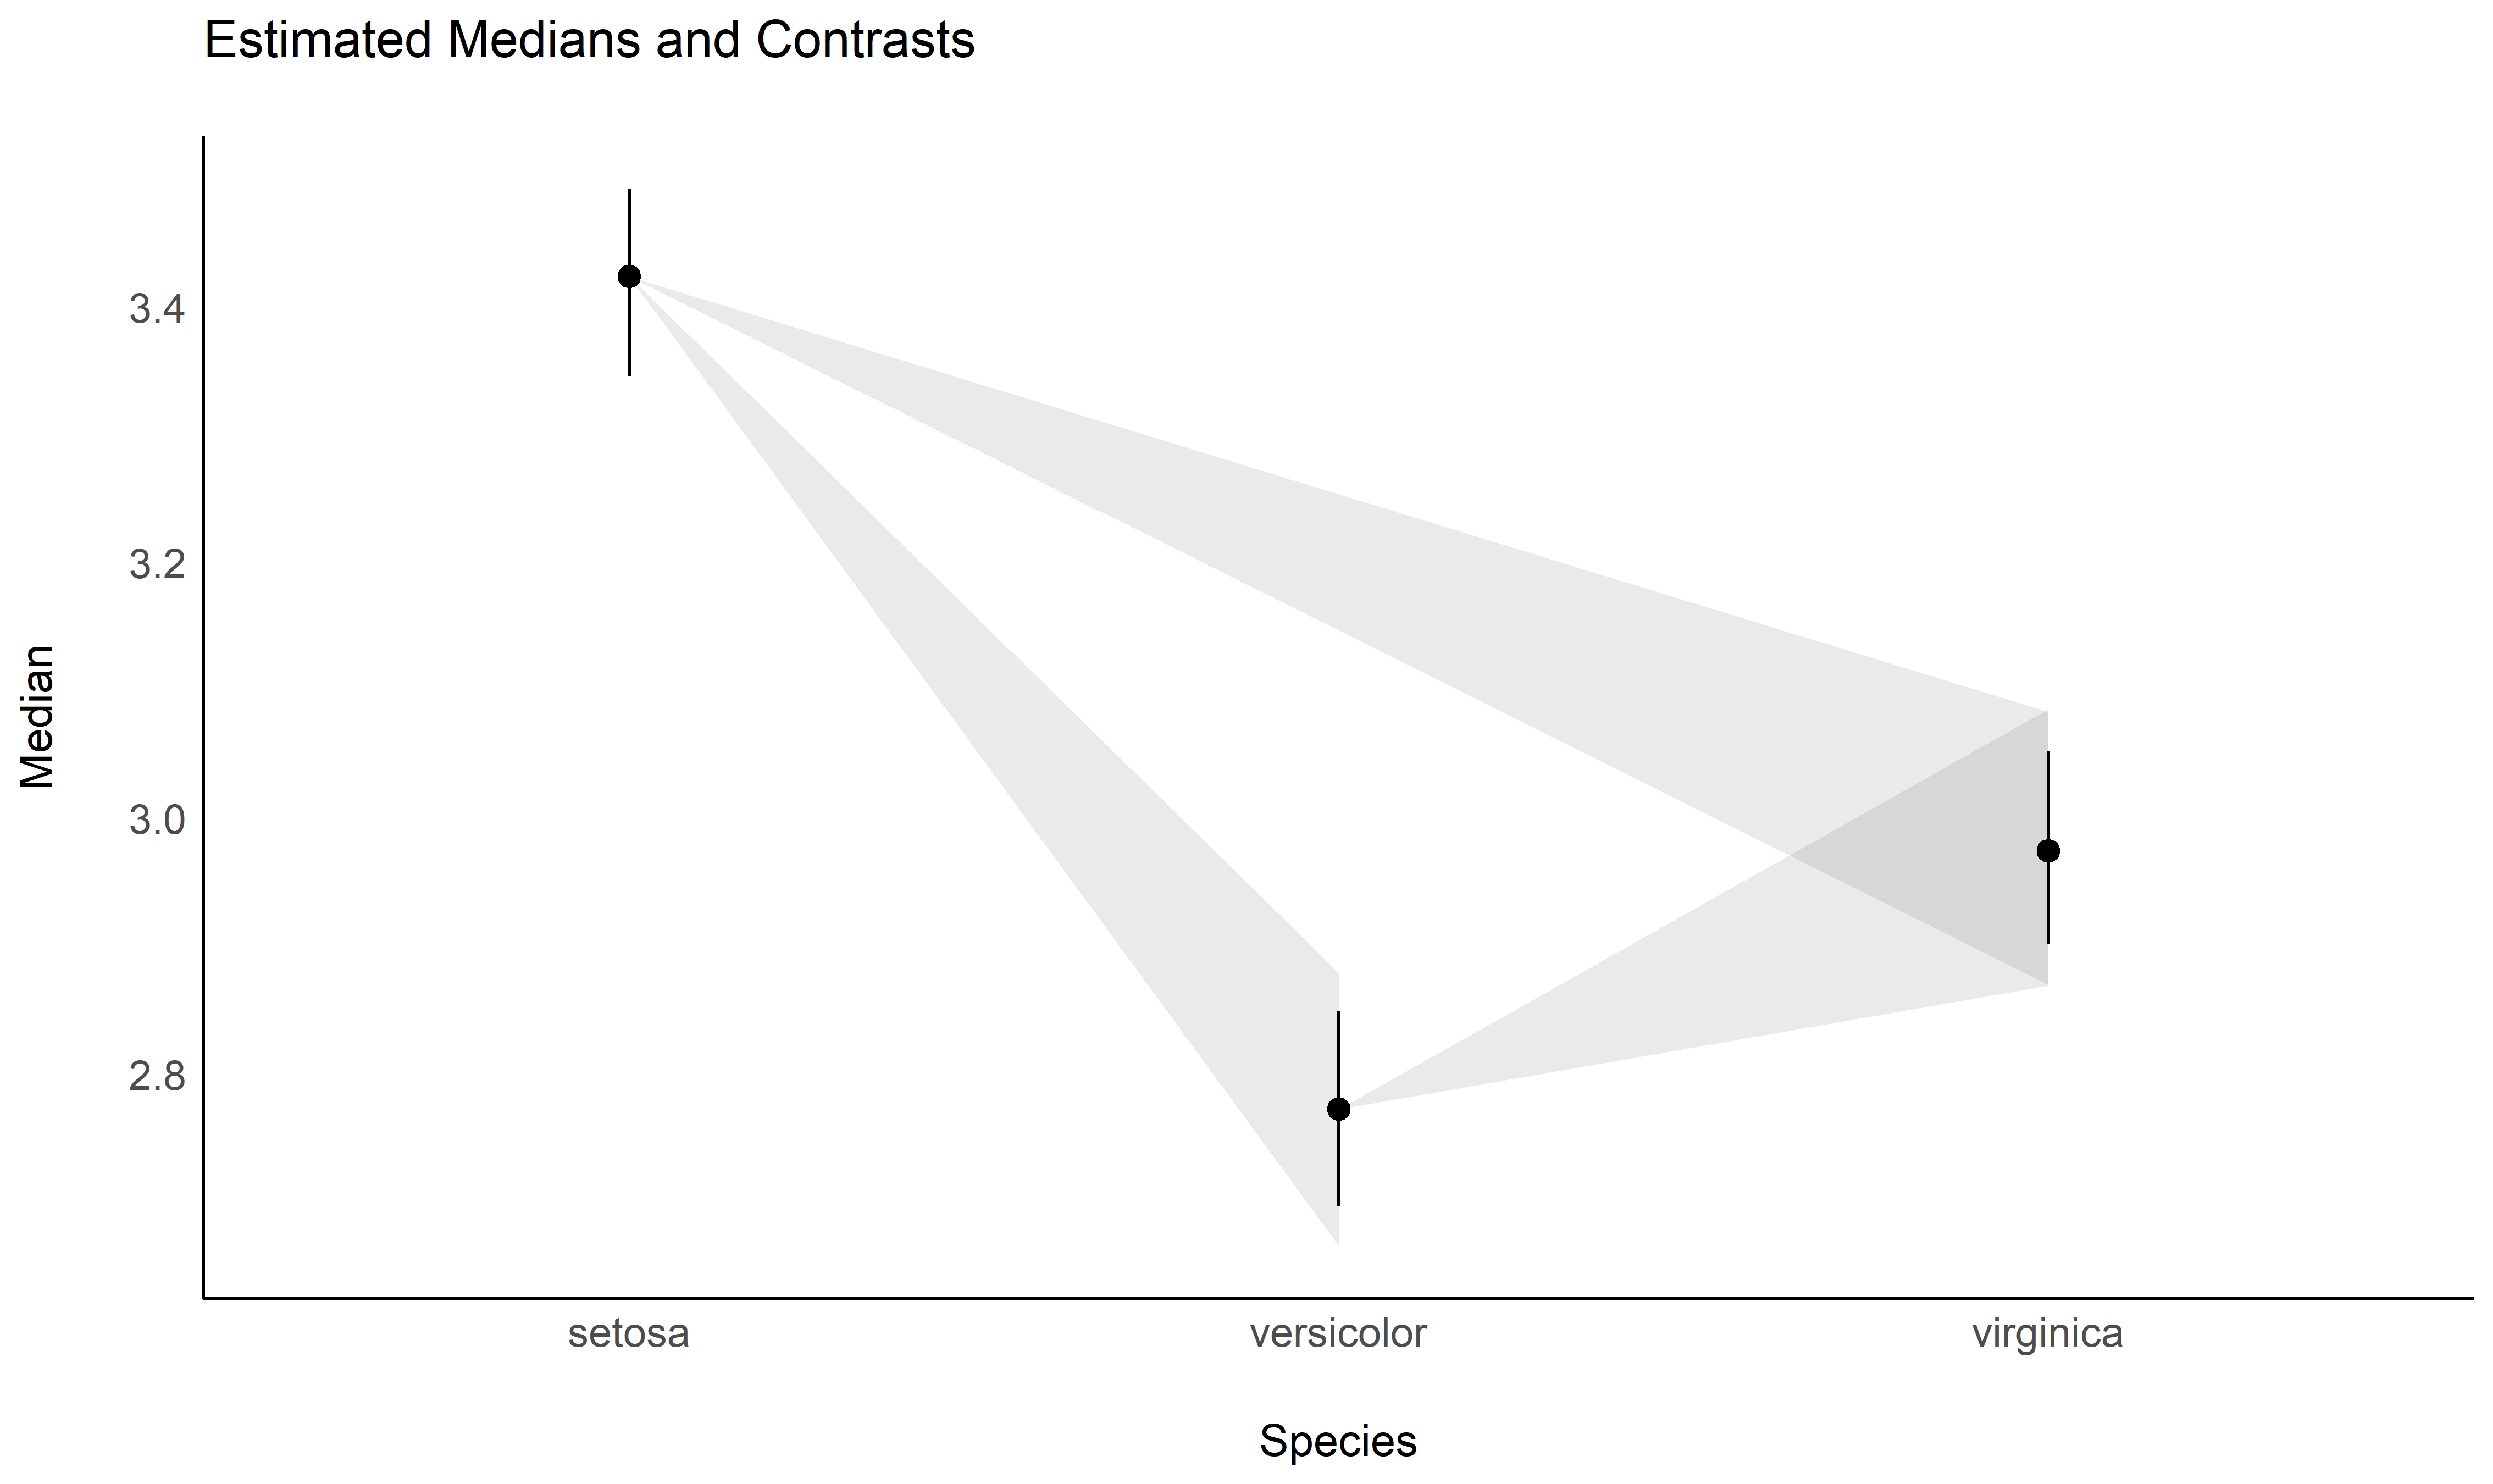 Estimated Medians and Contrasts
Median
3.4
3.2
3.0
2.8
setosa versicolor virginica
Species